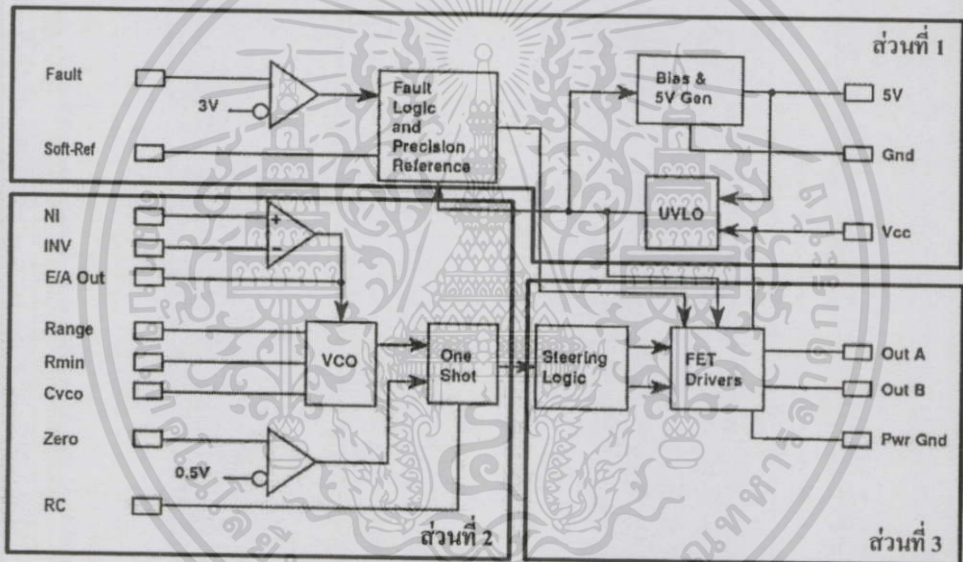 ส่วนที่ 1
Fault
3V
Fault
Logic
and
Precision
Reference
Bias &
5V Gen
5V
Soft-Ref
Gnd
UVLO
Vcc
NI
INV
E/A Out
Range
Rmin
Cvco
VCO
One
Shot
Zero
0.5V
RC
ส่วนที่ 2
Steering
Logic
FET
Drivers
Out A
Out B
Pwr Gnd
ส่วนที่ 3